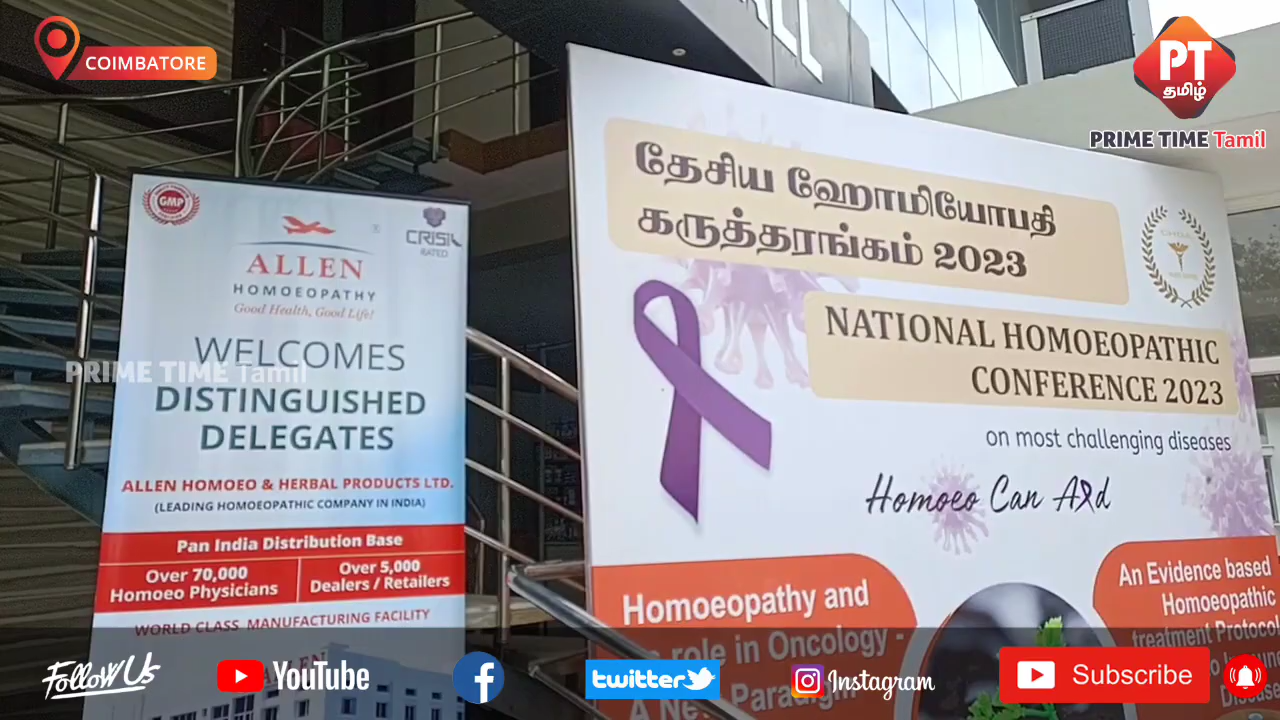 COIMBATORE
PT
தமிழ்
PRIME TIME Tamil
GMP
CRISIL
RATED
ALLEN
HOMOEOPATHY
Good Health, Good Life!
WELCOMES
PRIME TIME Tamil
DISTINGUISHED
DELEGATES
ALLEN HOMOEO & HERBAL PRODUCTS LTD.
(LEADING HOMOEOPATHIC COMPANY IN INDIA)
Pan India Distribution Base
Over 70,000
Homoeo Physicians
Over 5,000
Dealers / Retailers
WORLD CLASS MANUFACTURING FACILITY
ALLEN
தேசிய ஹோமியோபதி
கருத்தரங்கம் 2023
NATIONAL HOMOEOPATHIC
CONFERENCE 2023
on most challenging diseases
Homoeo Can Aid
Homoeopathy and
role in Oncology -
A New Paradigm
An Evidence based
Homoeopathic
treatment Protocol
Follow Us
YouTube
twitter
Instagram
Subscribe